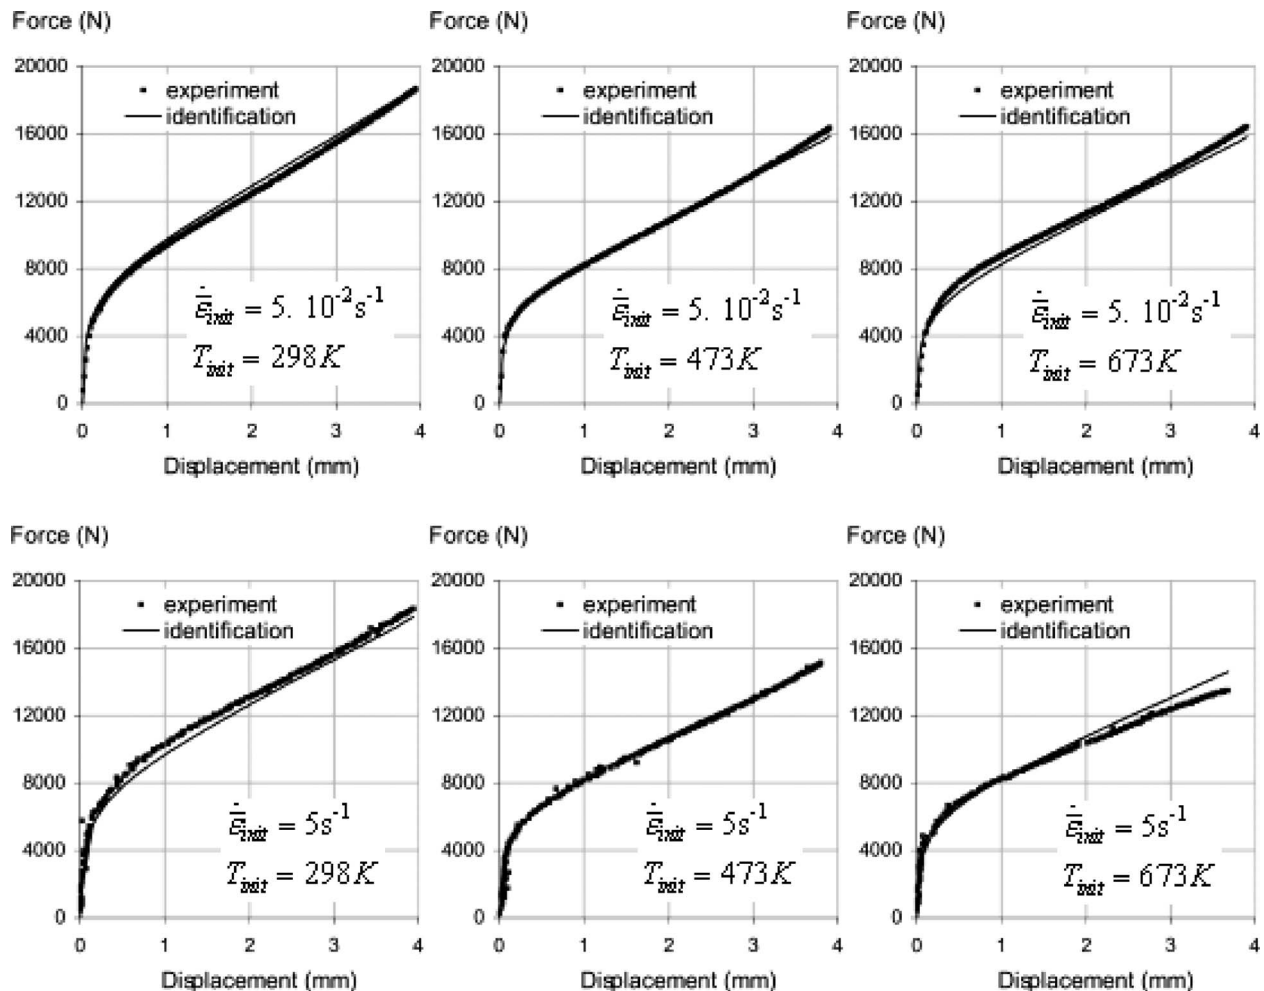 Force (N) Force (N) Force (N)
20000 20000 20000
experiment experiment experiment
identification identification identification
16000 16000 16000
12000 12000 12000
8000 8000 8000
ε̄̇init = 5. 10-2s-1 ε̄̇init = 5. 10-2s-1 ε̄̇init = 5. 10-2s-1
4000 4000 4000
Tinit = 298K Tinit = 473K Tinit = 673K
0 0 0
0 1 2 3 4 0 1 2 3 4 0 1 2 3 4
Displacement (mm) Displacement (mm) Displacement (mm)
Force (N) Force (N) Force (N)
20000 20000 20000
experiment experiment experiment
identification identification identification
16000 16000 16000
12000 12000 12000
8000 8000 8000
ε̄̇init = 5s-1 ε̄̇init = 5s-1 ε̄̇init = 5s-1
4000 4000 4000
Tinit = 298K Tinit = 473K Tinit = 673K
0 0 0
0 1 2 3 4 0 1 2 3 4 0 1 2 3 4
Displacement (mm) Displacement (mm) Displacement (mm)